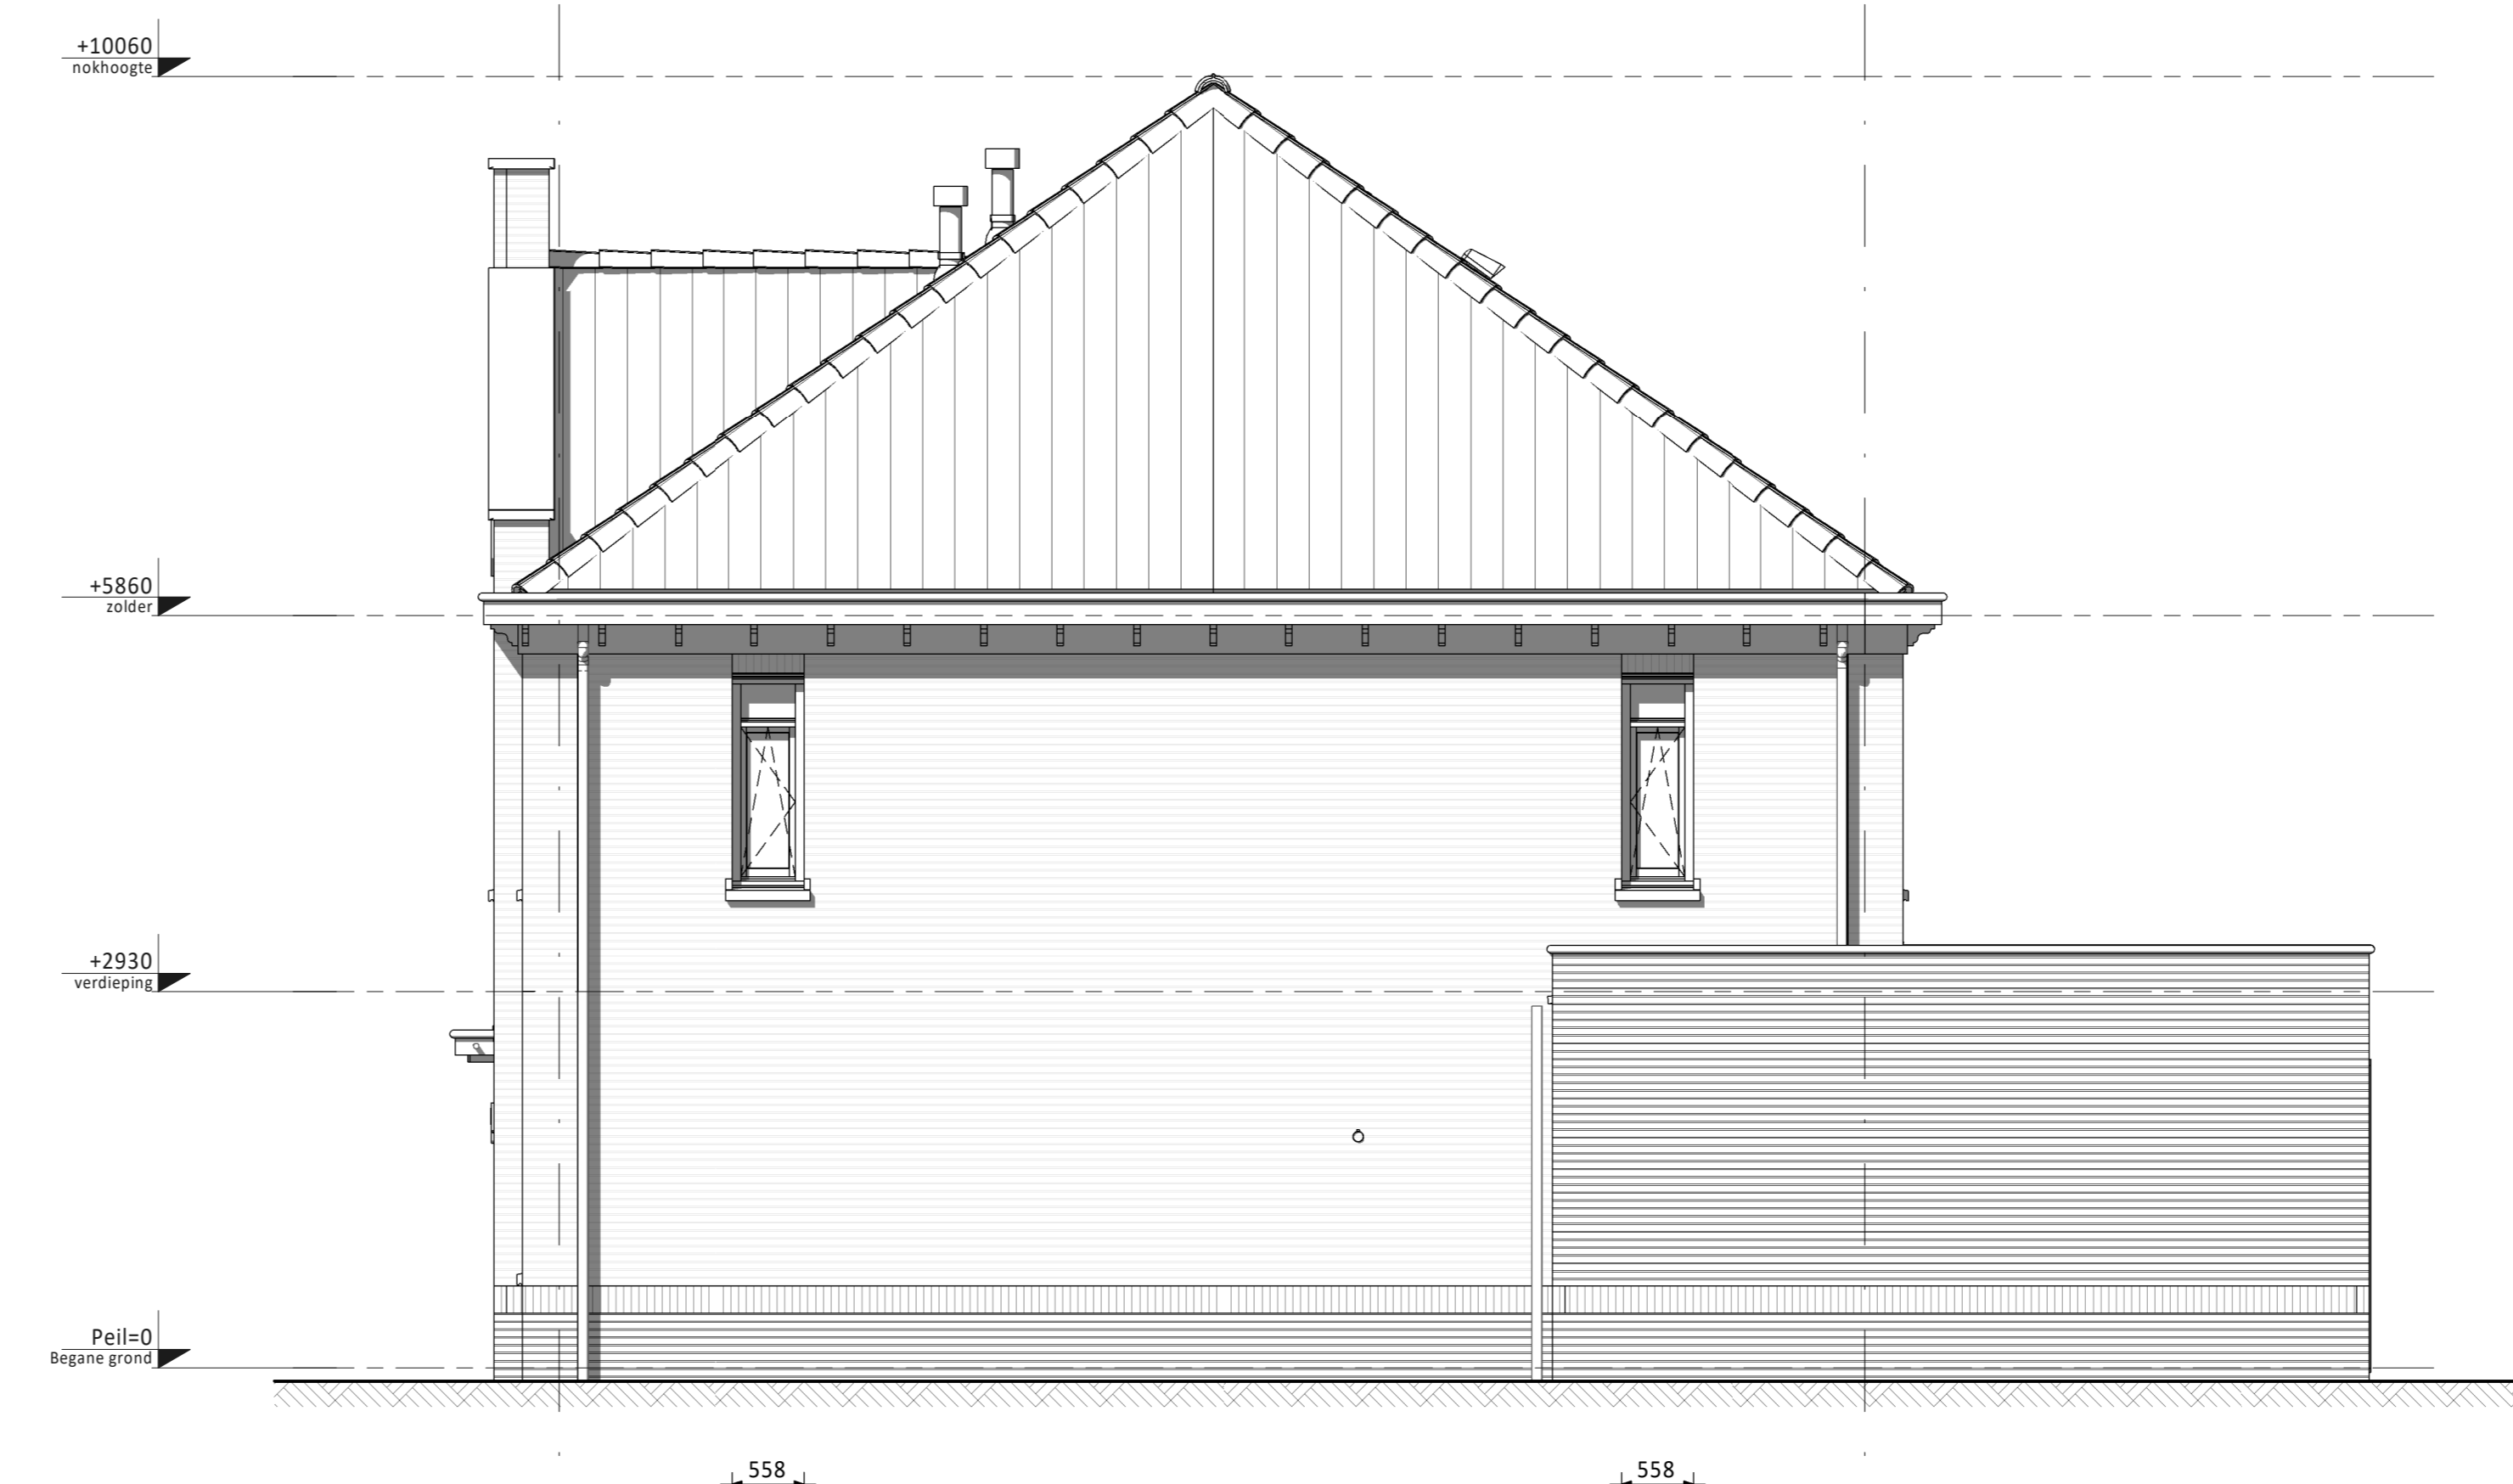 +10060
nokhoogte
+5860
zolder
+2930
verdieping
Peil=0
Begane grond
558
558